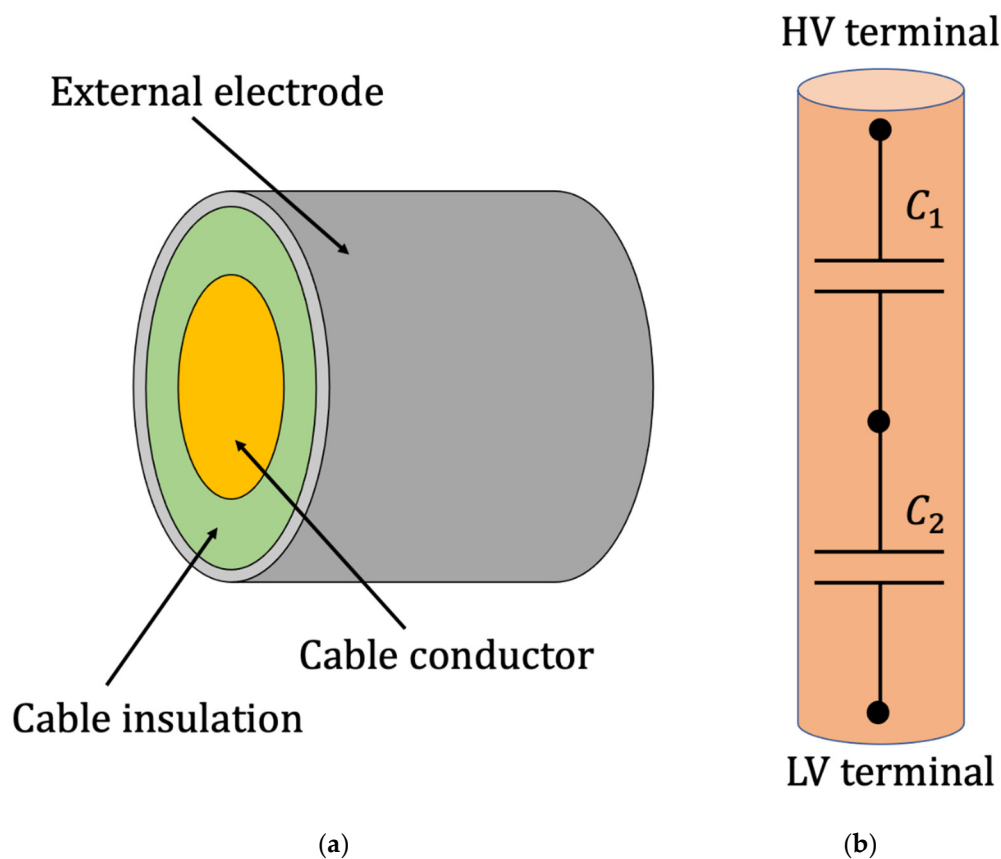 HV terminal
External electrode
C₁
C₂
Cable conductor
Cable insulation
LV terminal
(a)
(b)